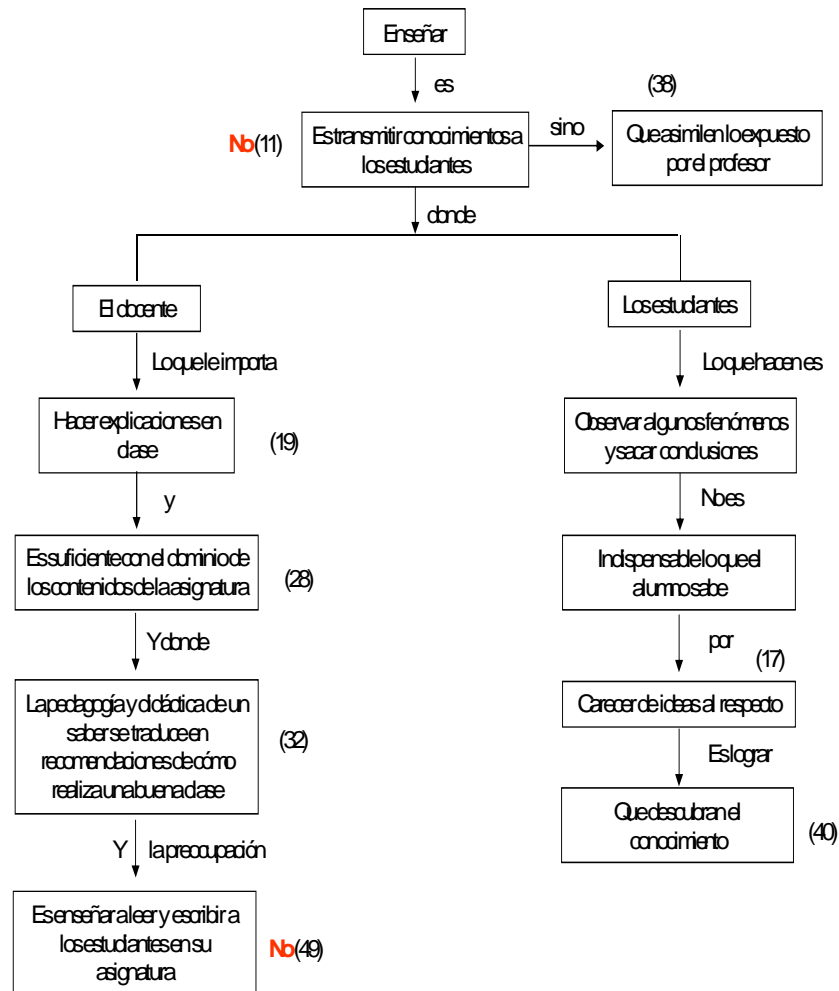 Enseñar
es
(38)
No(11)
Es transmitir conocimientos a
los estudiantes
sino
Que asimilen lo expuesto
por el profesor
donde
El docente
Los estudiantes
Lo que le importa
Lo que hacen es
Hacer explicaciones en
clase
(19)
Observar algunos fenómenos
y sacar conclusiones
y
No es
Es suficiente con el dominio de
los contenidos de la asignatura
(28)
Indispensable lo que el
alumno sabe
Y donde
por
(17)
La pedagogía y didáctica de un
saber se traduce en
recomendaciones de cómo
realiza una buena clase
(32)
Carecer de ideas al respecto
Es lograr
Que descubran el
conocimiento
(40)
Y la preocupación
Es enseñar a leer y escribir a
los estudiantes en su
asignatura
No(49)